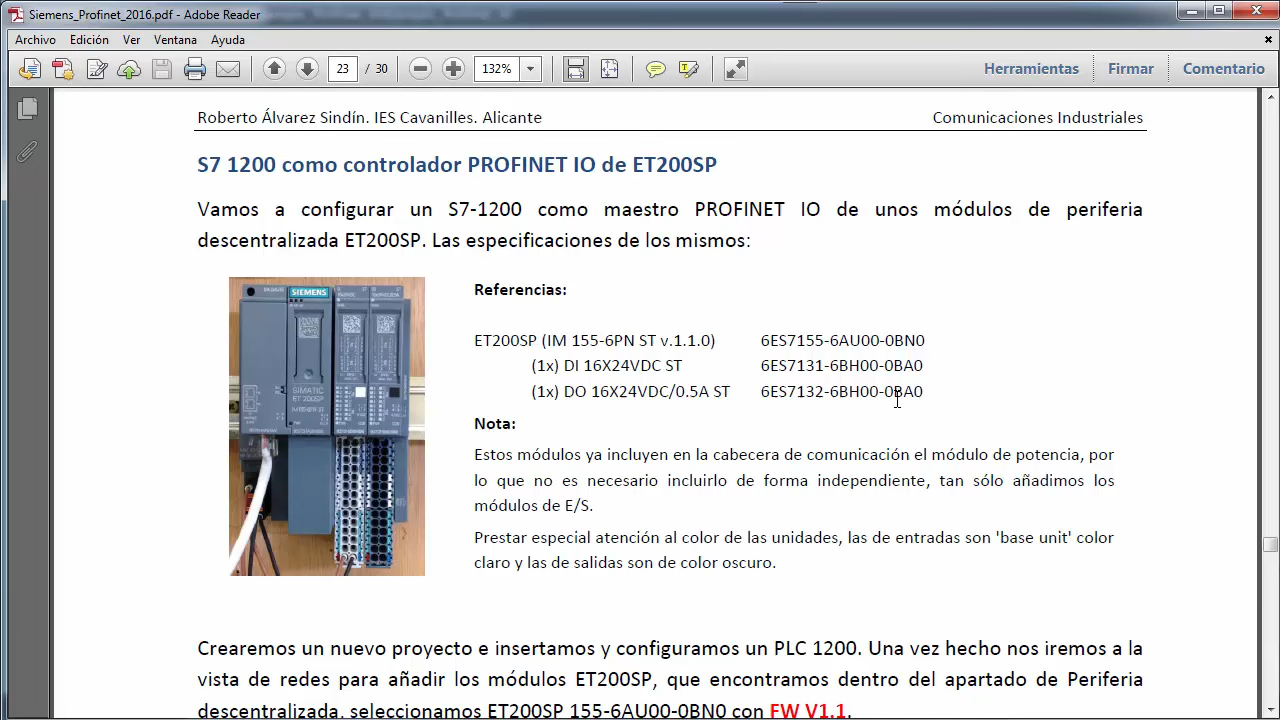 Siemens_Profinet_2016.pdf - Adobe Reader
Archivo Edición Ver Ventana Ayuda
23 / 30 132% Herramientas Firmar Comentario
Roberto Álvarez Sindín. IES Cavanilles. Alicante Comunicaciones Industriales
S7 1200 como controlador PROFINET IO de ET200SP
Vamos a configurar un S7-1200 como maestro PROFINET IO de unos módulos de periferia
descentralizada ET200SP. Las especificaciones de los mismos:
SIEMENS
SIMATIC
ET 200SP
Referencias:
ET200SP (IM 155-6PN ST v.1.1.0) 6ES7155-6AU00-0BN0
(1x) DI 16X24VDC ST 6ES7131-6BH00-0BA0
(1x) DO 16X24VDC/0.5A ST 6ES7132-6BH00-0BA0
Nota:
Estos módulos ya incluyen en la cabecera de comunicación el módulo de potencia, por
lo que no es necesario incluirlo de forma independiente, tan sólo añadimos los
módulos de E/S.
Prestar especial atención al color de las unidades, las de entradas son 'base unit' color
claro y las de salidas son de color oscuro.
Crearemos un nuevo proyecto e insertamos y configuramos un PLC 1200. Una vez hecho nos iremos a la
vista de redes para añadir los módulos ET200SP, que encontramos dentro del apartado de Periferia
descentralizada, seleccionamos ET200SP 155-6AU00-0BN0 con FW V1.1.